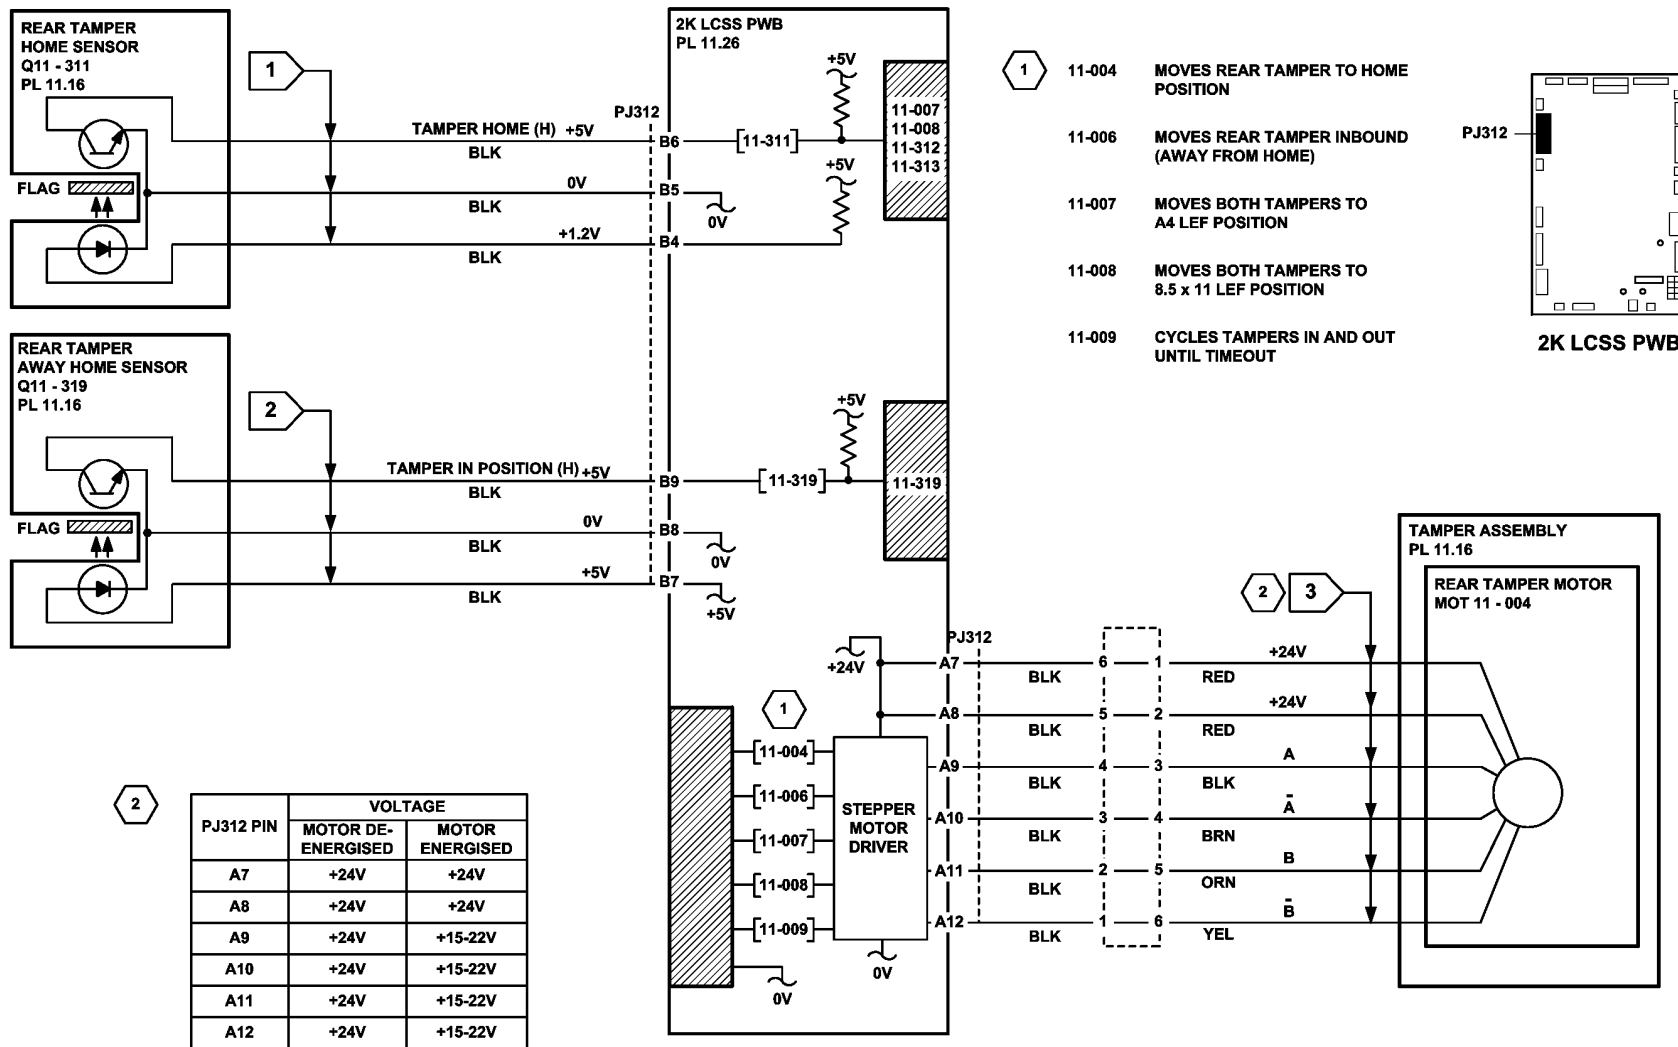 REAR TAMPER
HOME SENSOR
Q11 - 311
PL 11.16
FLAG
1
TAMPER HOME (H) +5V
BLK
0V
BLK
+1.2V
BLK
PJ312
B6
B5
B4
2K LCSS PWB
PL 11.26
+5V
[11-311]
+5V
0V
11-007
11-008
11-312
11-313
1
11-004 MOVES REAR TAMPER TO HOME
POSITION
11-006 MOVES REAR TAMPER INBOUND
(AWAY FROM HOME)
11-007 MOVES BOTH TAMPERS TO
A4 LEF POSITION
11-008 MOVES BOTH TAMPERS TO
8.5 x 11 LEF POSITION
11-009 CYCLES TAMPERS IN AND OUT
UNTIL TIMEOUT
PJ312
2K LCSS PWB
REAR TAMPER
AWAY HOME SENSOR
Q11 - 319
PL 11.16
FLAG
2
TAMPER IN POSITION (H) +5V
BLK
0V
BLK
+5V
BLK
B9
B8
B7
+5V
[11-319]
11-319
0V
+5V
+24V
1
[11-004]
[11-006]
[11-007]
[11-008]
[11-009]
0V
STEPPER
MOTOR
DRIVER
0V
PJ312
A7
A8
A9
A10
A11
A12
BLK 6 1 RED +24V
BLK 5 2 RED +24V
BLK 4 3 BLK A
BLK 3 4 BRN Ā
BLK 2 5 ORN B
BLK 1 6 YEL B̄
2 3
TAMPER ASSEMBLY
PL 11.16
REAR TAMPER MOTOR
MOT 11 - 004
2
PJ312 PIN VOLTAGE
MOTOR DE-
ENERGISED MOTOR
ENERGISED
A7 +24V +24V
A8 +24V +24V
A9 +24V +15-22V
A10 +24V +15-22V
A11 +24V +15-22V
A12 +24V +15-22V